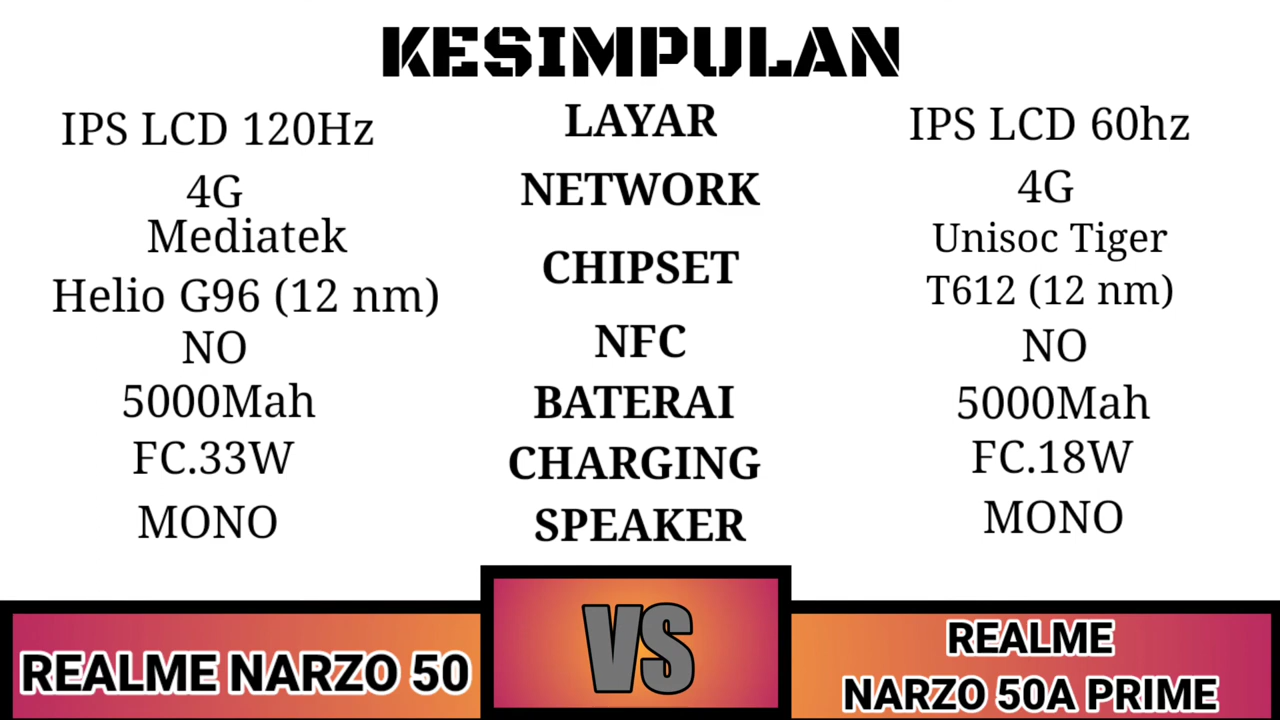 KESIMPULAN
IPS LCD 120Hz LAYAR IPS LCD 60hz
4G NETWORK 4G
Mediatek
Helio G96 (12 nm)
CHIPSET
Unisoc Tiger
T612 (12 nm)
NO NFC NO
5000Mah BATERAI 5000Mah
FC.33W CHARGING FC.18W
MONO SPEAKER MONO
REALME NARZO 50
VS
REALME
NARZO 50A PRIME